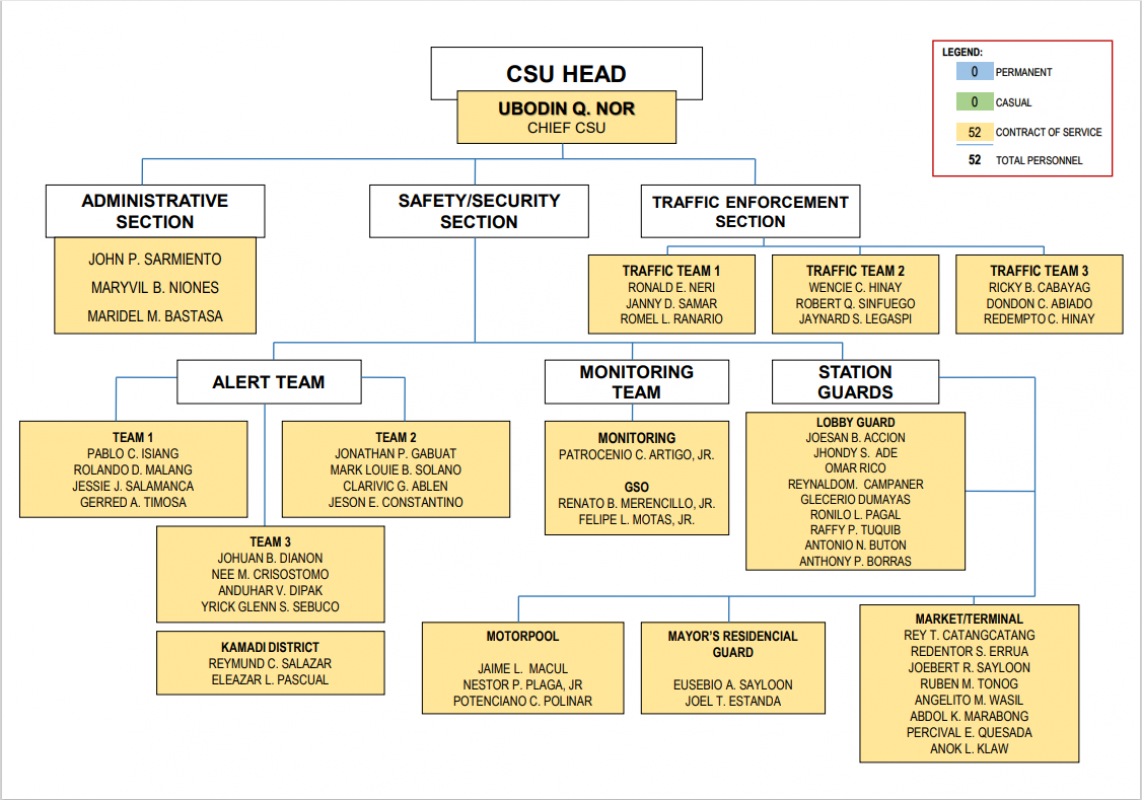 CSU HEAD
UBODIN Q. NOR
CHIEF CSU
LEGEND:
0 PERMANENT
0 CASUAL
52 CONTRACT OF SERVICE
52 TOTAL PERSONNEL
ADMINISTRATIVE
SECTION
JOHN P. SARMIENTO
MARYVIL B. NIONES
MARIDEL M. BASTASA
SAFETY/SECURITY
SECTION
TRAFFIC ENFORCEMENT
SECTION
TRAFFIC TEAM 1
RONALD E. NERI
JANNY D. SAMAR
ROMEL L. RANARIO
TRAFFIC TEAM 2
WENCIE C. HINAY
ROBERT Q. SINFUEGO
JAYNARD S. LEGASPI
TRAFFIC TEAM 3
RICKY B. CABAYAG
DONDON C. ABIADO
REDEMPTO C. HINAY
ALERT TEAM
TEAM 1
PABLO C. ISIANG
ROLANDO D. MALANG
JESSIE J. SALAMANCA
GERRED A. TIMOSA
TEAM 2
JONATHAN P. GABUAT
MARK LOUIE B. SOLANO
CLARIVIC G. ABLEN
JESON E. CONSTANTINO
TEAM 3
JOHUAN B. DIANON
NEE M. CRISOSTOMO
ANDUHAR V. DIPAK
YRICK GLENN S. SEBUCO
KAMADI DISTRICT
REYMUND C. SALAZAR
ELEAZAR L. PASCUAL
MONITORING
TEAM
MONITORING
PATROCENIO C. ARTIGO, JR.
GSO
RENATO B. MERENCILLO, JR.
FELIPE L. MOTAS, JR.
STATION
GUARDS
LOBBY GUARD
JOESAN B. ACCION
JHONDY S. ADE
OMAR RICO
REYNALDOM. CAMPANER
GLECERIO DUMAYAS
RONILO L. PAGAL
RAFFY P. TUQUIB
ANTONIO N. BUTON
ANTHONY P. BORRAS
MOTORPOOL
JAIME L. MACUL
NESTOR P. PLAGA, JR
POTENCIANO C. POLINAR
MAYOR'S RESIDENCIAL
GUARD
EUSEBIO A. SAYLOON
JOEL T. ESTANDA
MARKET/TERMINAL
REY T. CATANGCATANG
REDENTOR S. ERRUA
JOEBERT R. SAYLOON
RUBEN M. TONOG
ANGELITO M. WASIL
ABDOL K. MARABONG
PERCIVAL E. QUESADA
ANOK L. KLAW